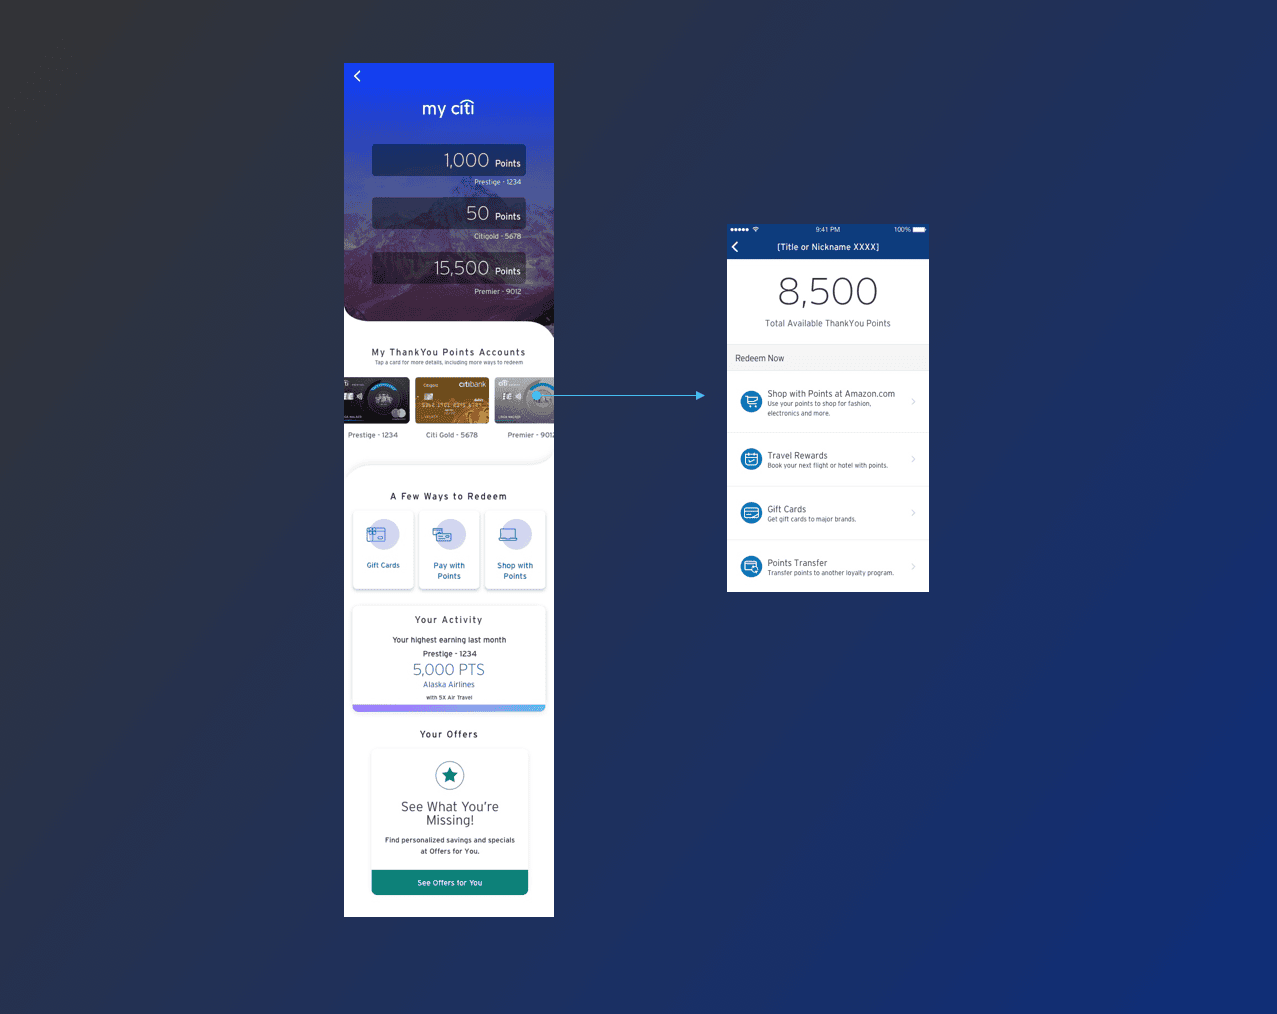 my citi
1,000 Points
Prestige - 1234
50 Points
Citigold - 5678
15,500 Points
Premier - 9012
My ThankYou Points Accounts
Tap a card for more details, including more ways to redeem
Citigold
citibank
Prestige - 1234
Citi Gold - 5678
Premier - 901
A Few Ways to Redeem
Gift Cards
Pay with
Points
Shop with
Points
Your Activity
Your highest earning last month
Prestige - 1234
5,000 PTS
Alaska Airlines
with 5X Air Travel
Your Offers
See What You're
Missing!
Find personalized savings and specials
at Offers for You.
See Offers for You
9:41 PM
100%
[Title or Nickname XXXX]
8,500
Total Available ThankYou Points
Redeem Now
Shop with Points at Amazon.com
Use your points to shop for fashion,
electronics and more.
Travel Rewards
Book your next flight or hotel with points.
Gift Cards
Get gift cards to major brands.
Points Transfer
Transfer points to another loyalty program.